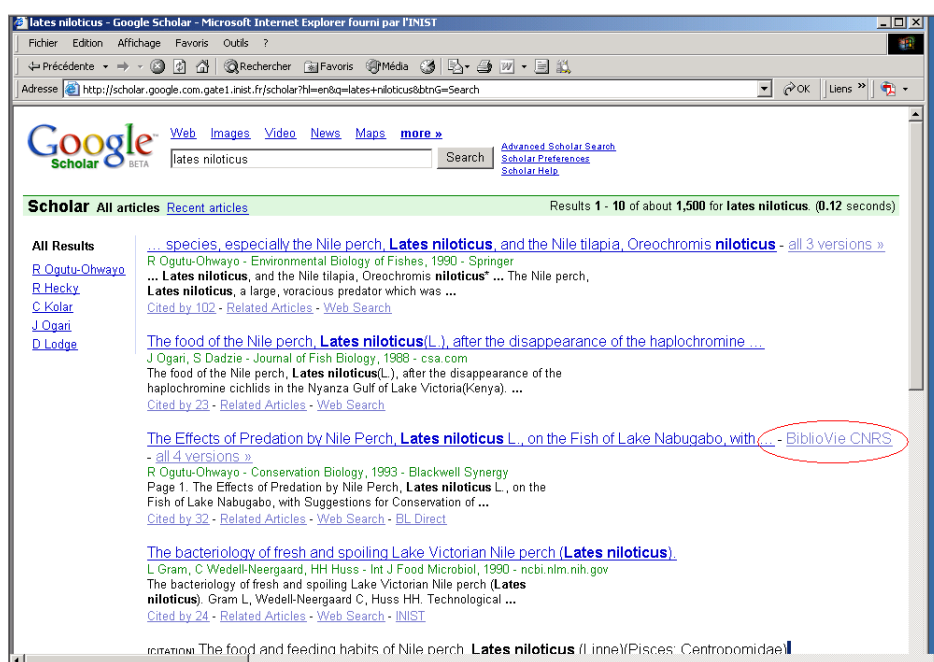 lates niloticus - Google Scholar - Microsoft Internet Explorer fourni par l'INIST
Fichier Edition Affichage Favoris Outils ?
Précédente Rechercher Favoris Média
Adresse http://scholar.google.com.gate1.inist.fr/scholar?hl=en&q=lates+niloticus&btnG=Search OK Liens »
Google Scholar BETA
Web Images Video News Maps more »
lates niloticus Search
Advanced Scholar Search
Scholar Preferences
Scholar Help
Scholar All articles Recent articles Results 1 - 10 of about 1,500 for lates niloticus. (0.12 seconds)
All Results
R Ogutu-Ohwayo
R Hecky
C Kolar
J Ogari
D Lodge
... species, especially the Nile perch, Lates niloticus, and the Nile tilapia, Oreochromis niloticus - all 3 versions »
R Ogutu-Ohwayo - Environmental Biology of Fishes, 1990 - Springer
... Lates niloticus, and the Nile tilapia, Oreochromis niloticus* ... The Nile perch,
Lates niloticus, a large, voracious predator which was ...
Cited by 102 - Related Articles - Web Search
The food of the Nile perch, Lates niloticus(L.), after the disappearance of the haplochromine ...
J Ogari, S Dadzie - Journal of Fish Biology, 1988 - csa.com
The food of the Nile perch, Lates niloticus(L.), after the disappearance of the
haplochromine cichlids in the Nyanza Gulf of Lake Victoria(Kenya). ...
Cited by 23 - Related Articles - Web Search
The Effects of Predation by Nile Perch, Lates niloticus L., on the Fish of Lake Nabugabo, with ... - BiblioVie CNRS
- all 4 versions »
R Ogutu-Ohwayo - Conservation Biology, 1993 - Blackwell Synergy
Page 1. The Effects of Predation by Nile Perch, Lates niloticus L., on the
Fish of Lake Nabugabo, with Suggestions for Conservation of ...
Cited by 32 - Related Articles - Web Search - BL Direct
The bacteriology of fresh and spoiling Lake Victorian Nile perch (Lates niloticus).
L Gram, C Wedell-Neergaard, HH Huss - Int J Food Microbiol, 1990 - ncbi.nlm.nih.gov
The bacteriology of fresh and spoiling Lake Victorian Nile perch (Lates
niloticus). Gram L, Wedell-Neergaard C, Huss HH. Technological ...
Cited by 24 - Related Articles - Web Search - INIST
[CITATION] The food and feeding habits of Nile perch Lates niloticus (Linne)(Pisces: Centropomidae)